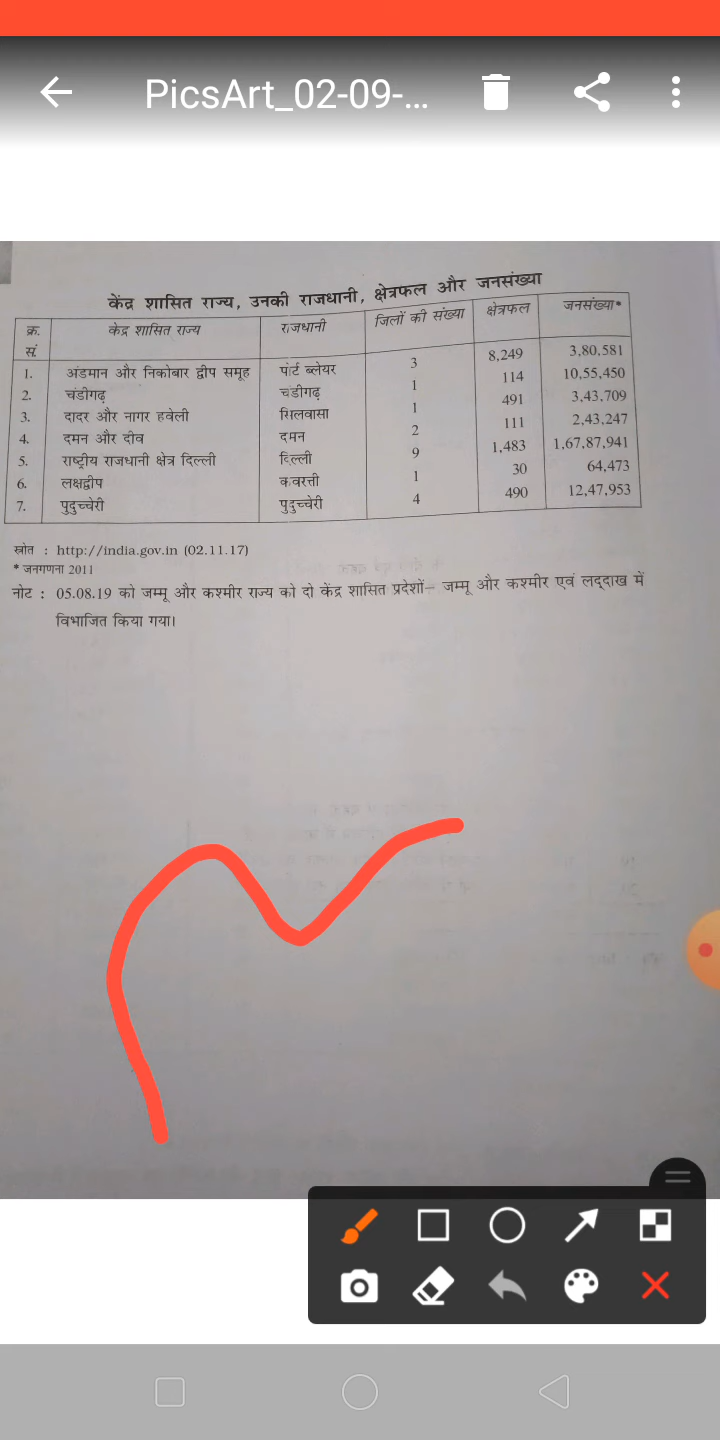 PicsArt_02-09-...
केंद्र शासित राज्य, उनकी राजधानी, क्षेत्रफल और जनसंख्या
क्र. सं. केंद्र शासित राज्य राजधानी जिलों की संख्या क्षेत्रफल जनसंख्या*
1. अंडमान और निकोबार द्वीप समूह पोर्ट ब्लेयर 3 8,249 3,80,581
2. चंडीगढ़ चंडीगढ़ 1 114 10,55,450
3. दादर और नागर हवेली सिलवासा 1 491 3,43,709
4. दमन और दीव दमन 2 111 2,43,247
5. राष्ट्रीय राजधानी क्षेत्र दिल्ली दिल्ली 9 1,483 1,67,87,941
6. लक्षद्वीप कवरत्ती 1 30 64,473
7. पुदुच्चेरी पुदुच्चेरी 4 490 12,47,953
स्रोत : http://india.gov.in (02.11.17)
* जनगणना 2011
नोट : 05.08.19 को जम्मू और कश्मीर राज्य को दो केंद्र शासित प्रदेशों– जम्मू और कश्मीर एवं लद्दाख में
विभाजित किया गया।